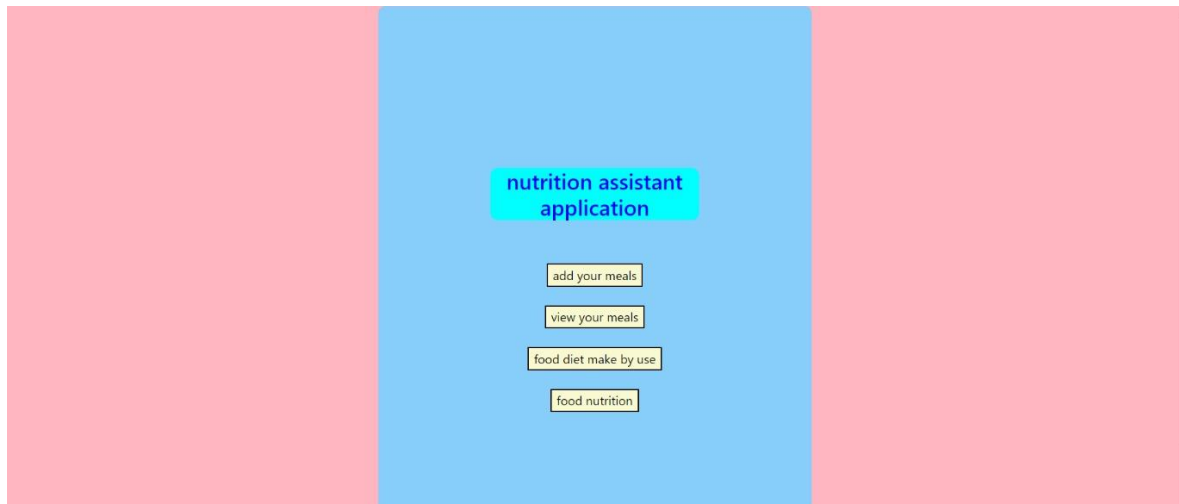 nutrition assistant
application
add your meals
view your meals
food diet make by use
food nutrition